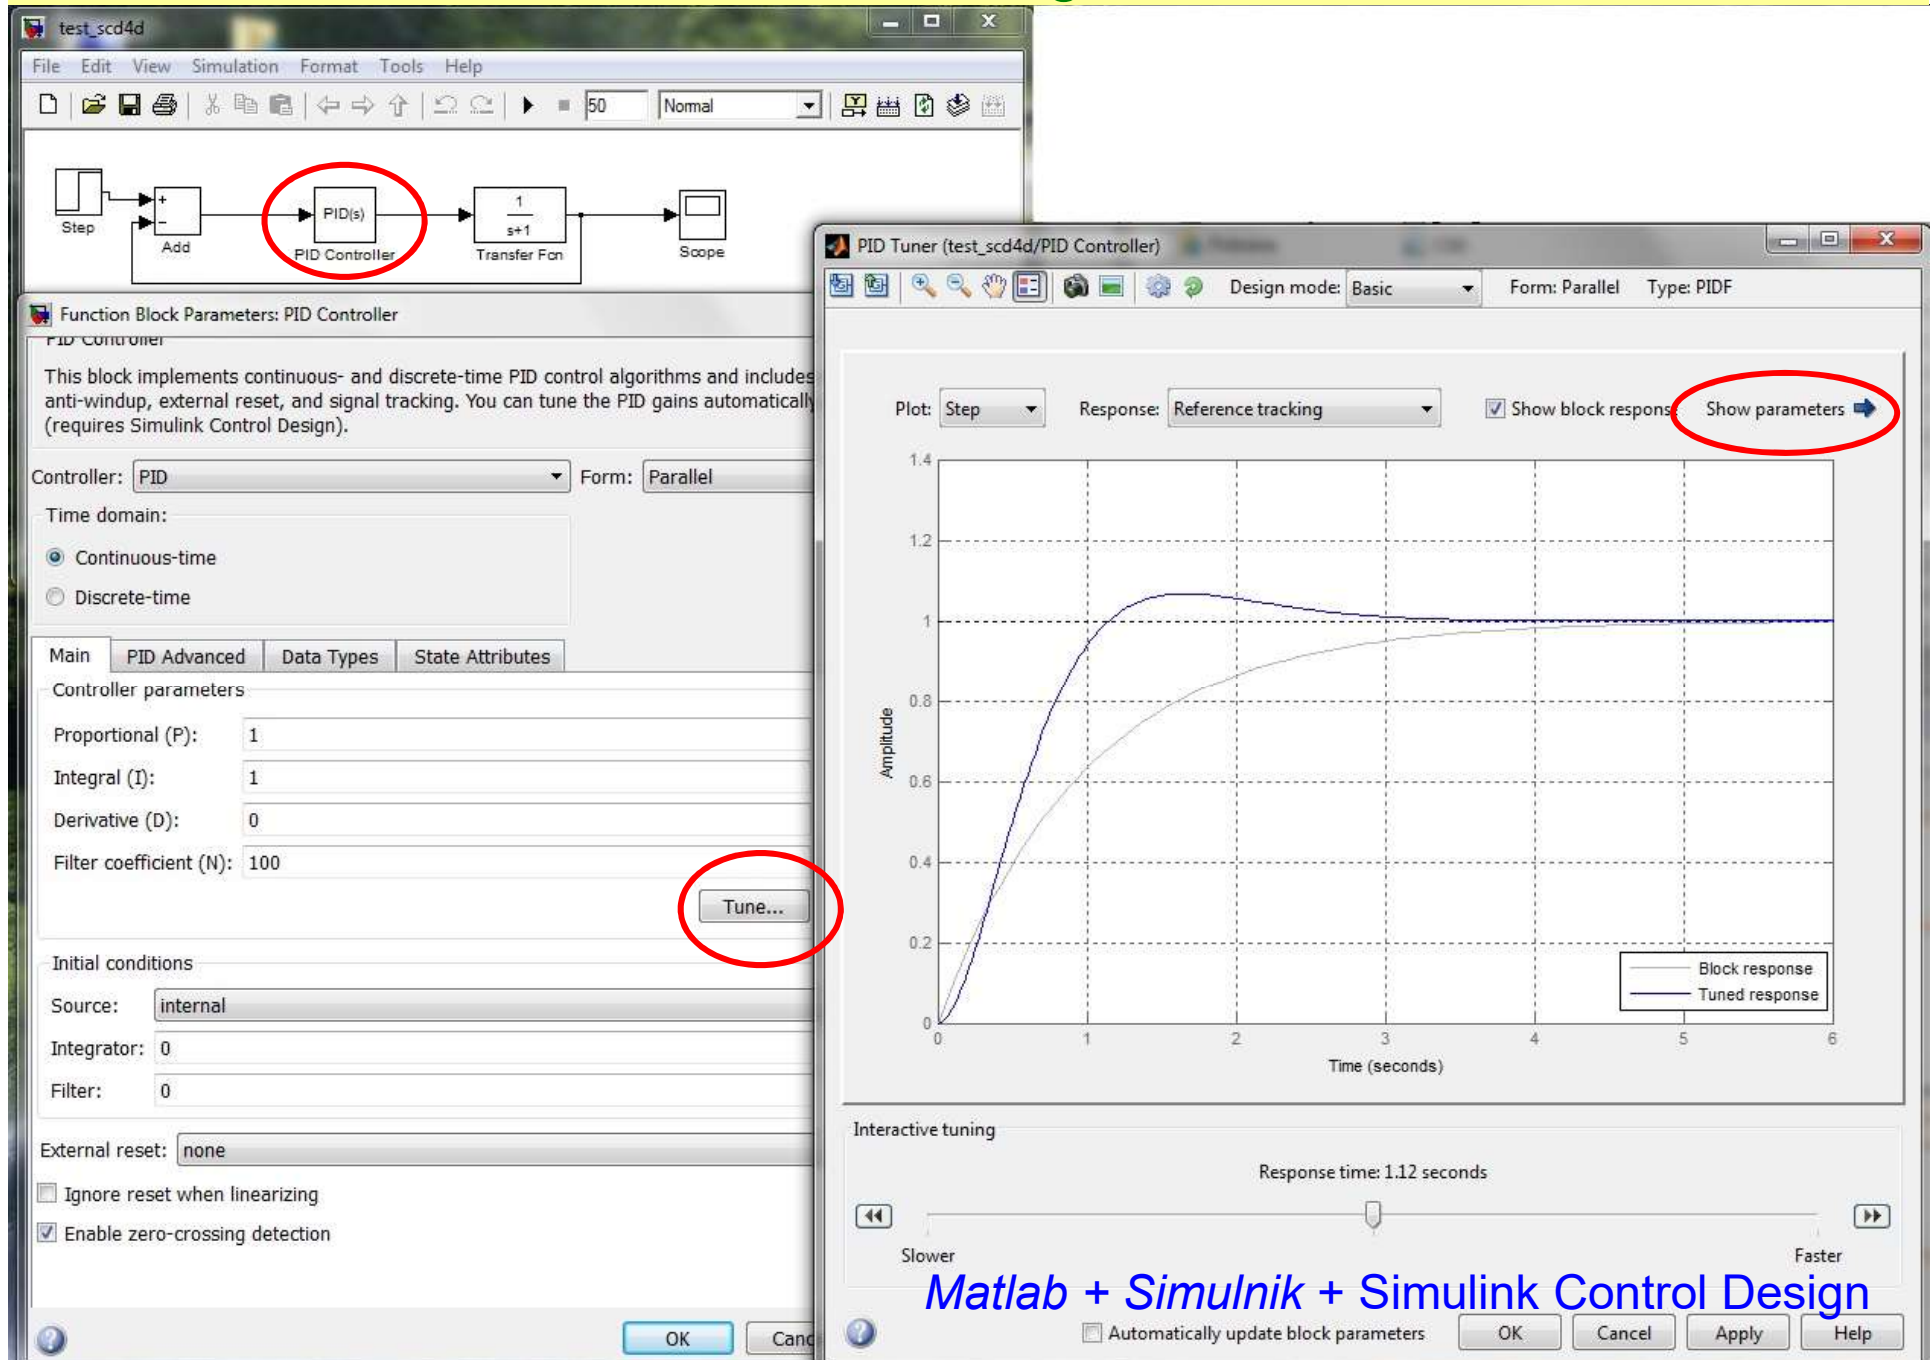 test_scd4d
File Edit View Simulation Format Tools Help
50 Normal
Step
+
−
Add
PID(s)
PID Controller
1
s+1
Transfer Fcn
Scope
Function Block Parameters: PID Controller
PID Controller
This block implements continuous- and discrete-time PID control algorithms and includes
anti-windup, external reset, and signal tracking. You can tune the PID gains automatically
(requires Simulink Control Design).
Controller: PID Form: Parallel
Time domain:
Continuous-time
Discrete-time
Main PID Advanced Data Types State Attributes
Controller parameters
Proportional (P): 1
Integral (I): 1
Derivative (D): 0
Filter coefficient (N): 100
Tune...
Initial conditions
Source: internal
Integrator: 0
Filter: 0
External reset: none
Ignore reset when linearizing
Enable zero-crossing detection
OK Canc
PID Tuner (test_scd4d/PID Controller)
Design mode: Basic Form: Parallel Type: PIDF
Plot: Step Response: Reference tracking Show block respons Show parameters
1.4
1.2
1
0.8
0.6
0.4
0.2
0
Amplitude
0 1 2 3 4 5 6
Time (seconds)
Block response
Tuned response
Interactive tuning
Response time: 1.12 seconds
Slower Faster
Matlab + Simulnik + Simulink Control Design
Automatically update block parameters OK Cancel Apply Help